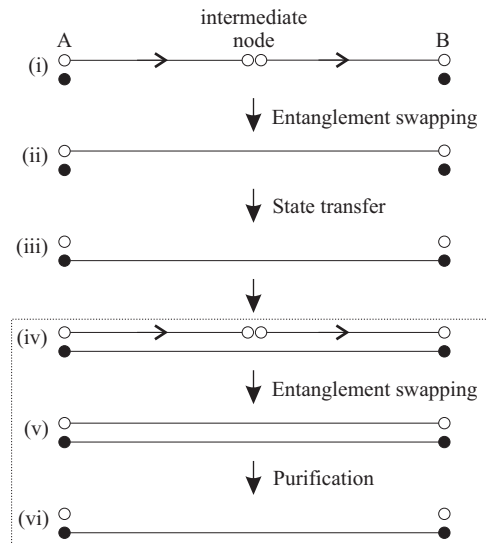 intermediate
A node B
(i)
Entanglement swapping
(ii)
State transfer
(iii)
(iv)
Entanglement swapping
(v)
Purification
(vi)